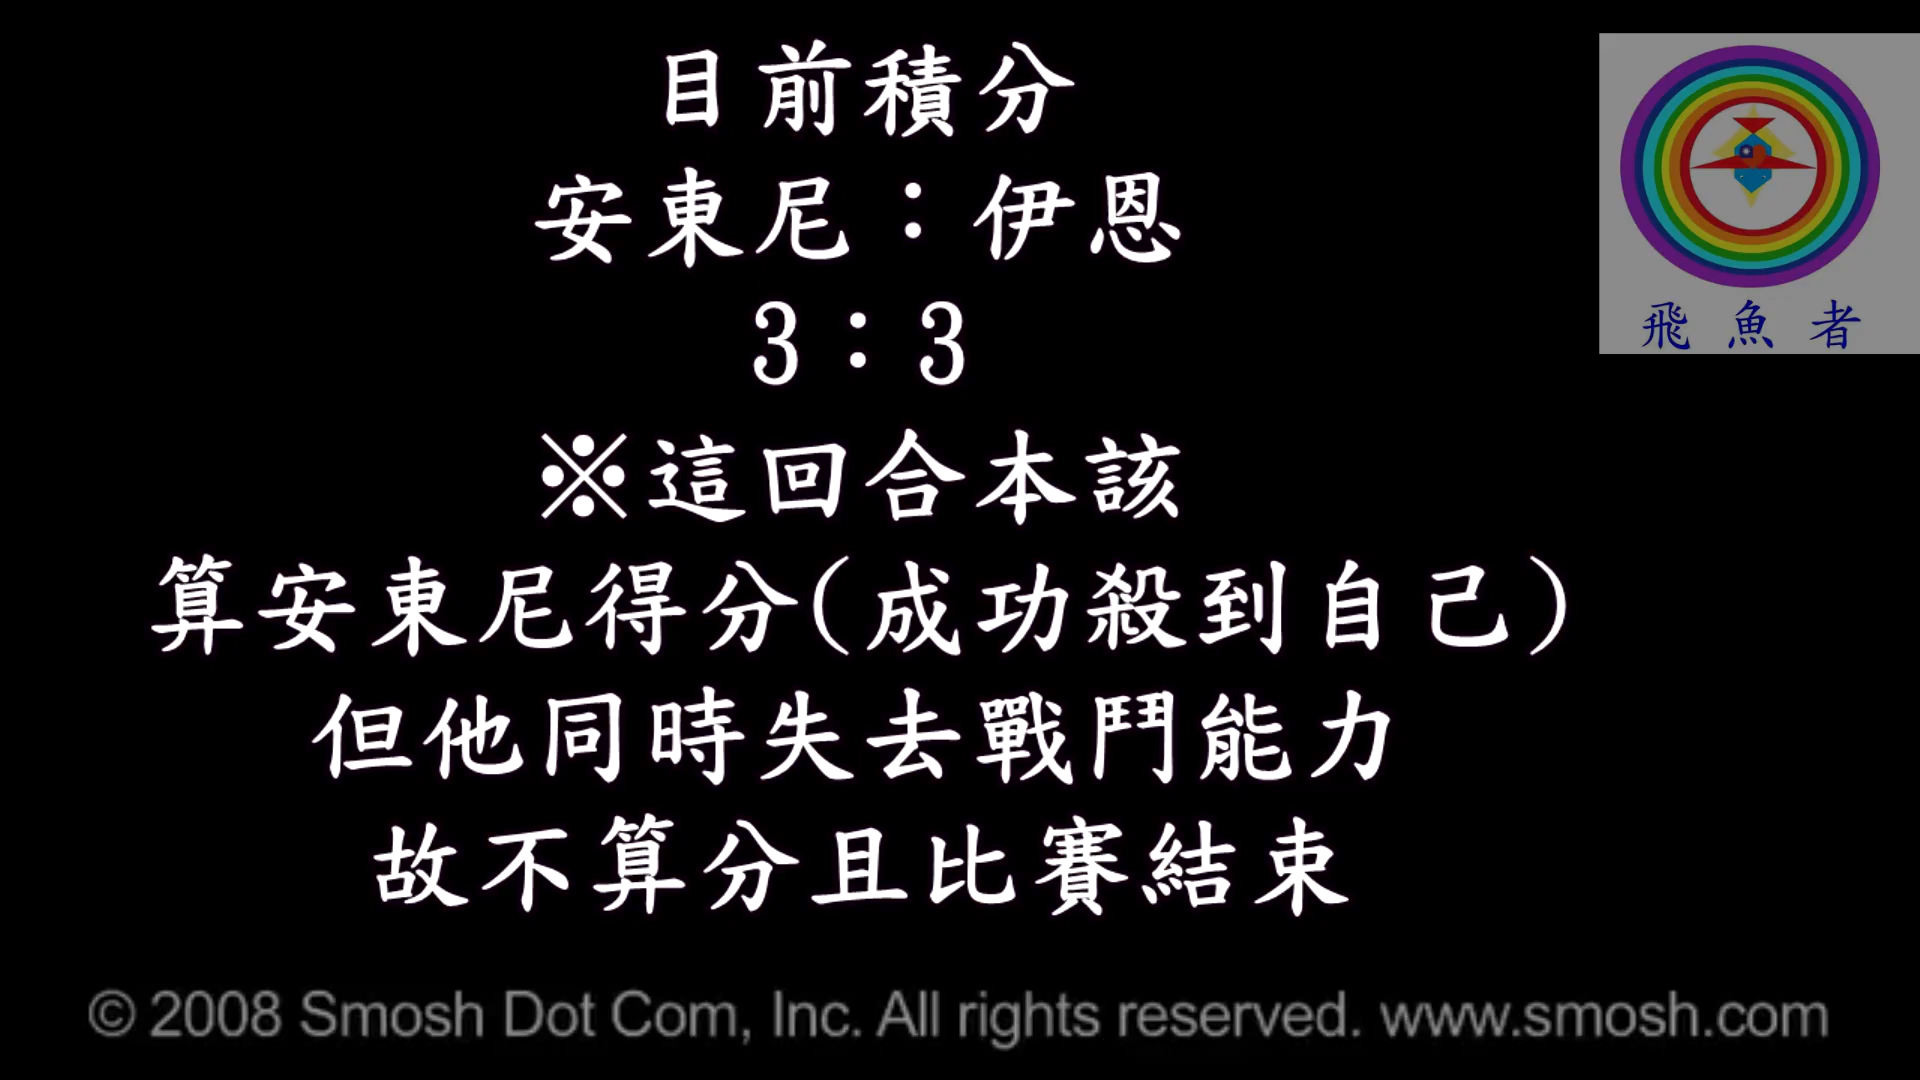 目前積分
安東尼：伊恩
3：3
※這回合本該
算安東尼得分(成功殺到自己)
但他同時失去戰鬥能力
故不算分且比賽結束
飛魚者
© 2008 Smosh Dot Com, Inc. All rights reserved. www.smosh.com